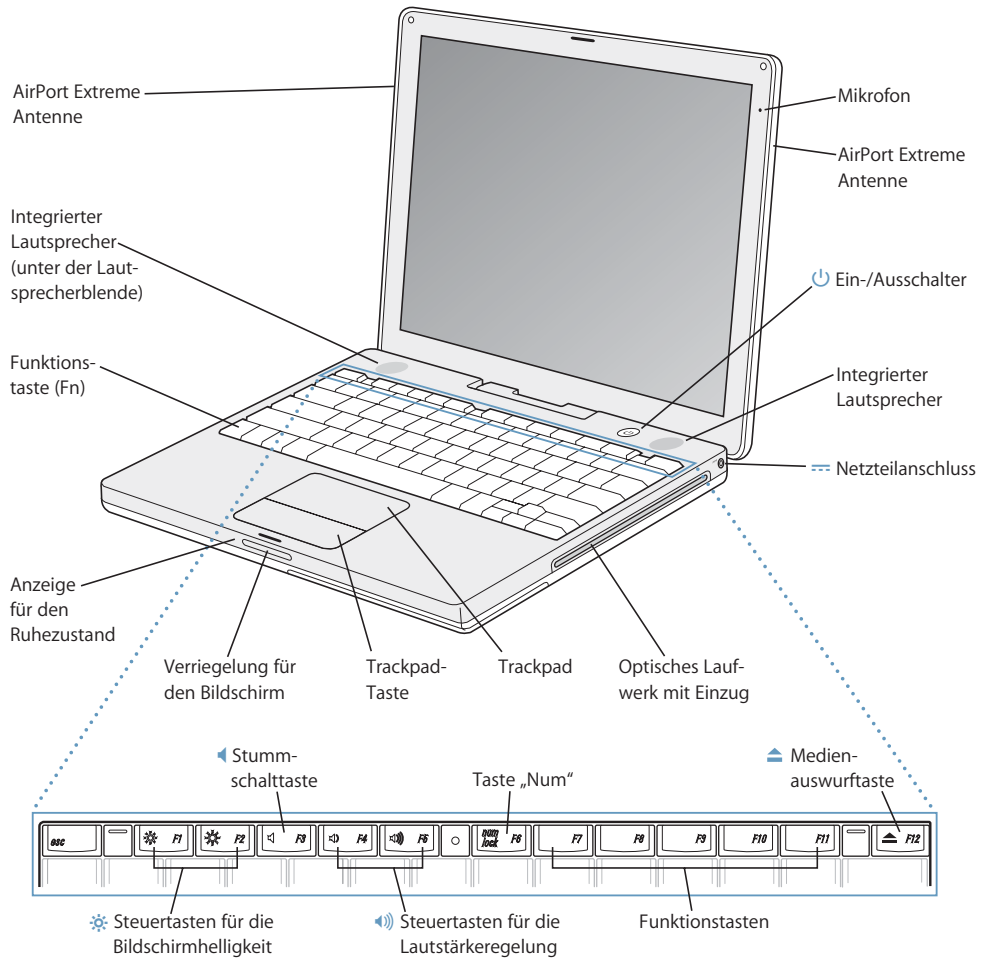 AirPort Extreme
Antenne
Mikrofon
AirPort Extreme
Antenne
Integrierter
Lautsprecher
(unter der Laut-
sprecherblende)
Ein-/Ausschalter
Funktions-
taste (Fn)
Integrierter
Lautsprecher
Netzteilanschluss
Anzeige
für den
Ruhezustand
Verriegelung für
den Bildschirm
Trackpad-
Taste
Trackpad
Optisches Lauf-
werk mit Einzug
Stumm-
schalttaste
Taste „Num“
Medien-
auswurftaste
esc F1 F2 F3 F4 F5 num lock F6 F7 F8 F9 F10 F11 F12
Steuertasten für die
Bildschirmhelligkeit
Steuertasten für die
Lautstärkeregelung
Funktionstasten